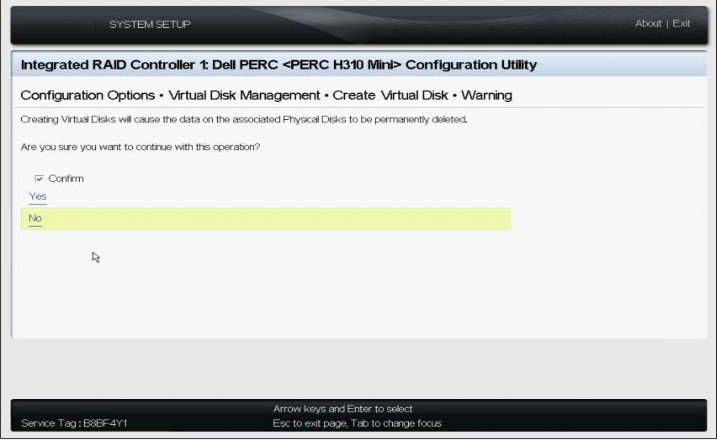 SYSTEM SETUP
About | Exit
Integrated RAID Controller 1: Dell PERC <PERC H310 Mini> Configuration Utility
Configuration Options • Virtual Disk Management • Create Virtual Disk • Warning
Creating Virtual Disks will cause the data on the associated Physical Disks to be permanently deleted.
Are you sure you want to continue with this operation?
Confirm
Yes
No
Arrow keys and Enter to select
Service Tag : B8BF4Y1
Esc to exit page, Tab to change focus